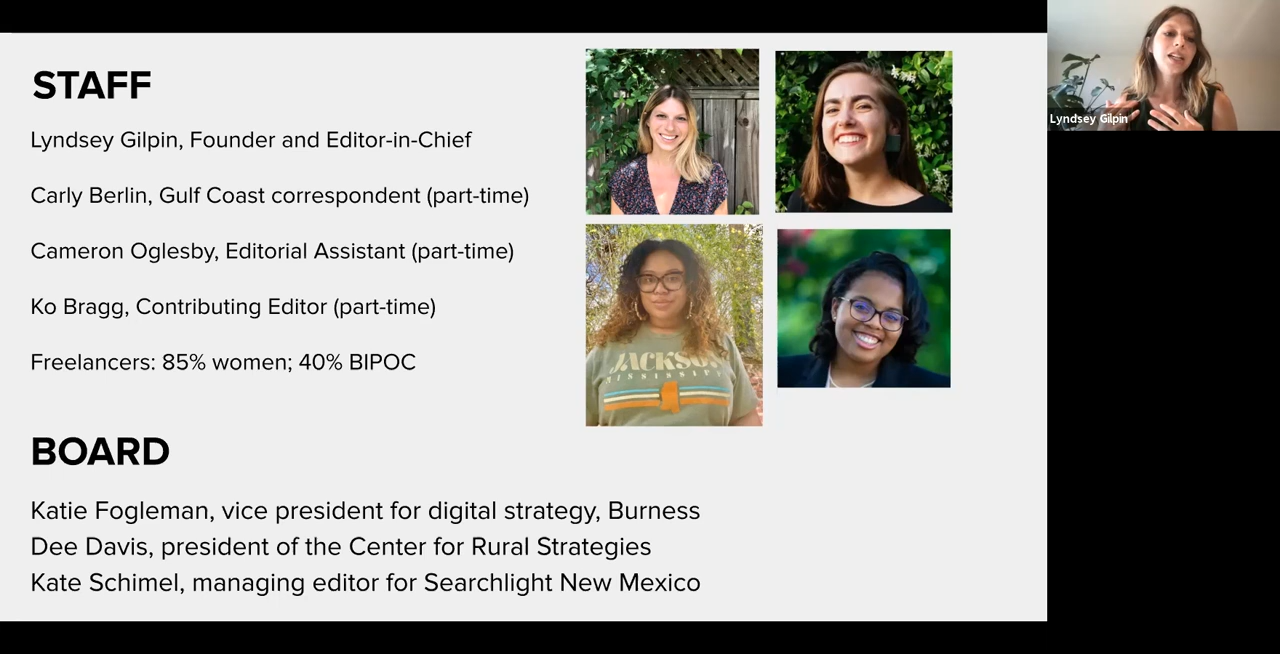 STAFF
Lyndsey Gilpin, Founder and Editor-in-Chief
Carly Berlin, Gulf Coast correspondent (part-time)
Cameron Oglesby, Editorial Assistant (part-time)
Ko Bragg, Contributing Editor (part-time)
Freelancers: 85% women; 40% BIPOC
JACKSON
MISSISSIPPI
BOARD
Katie Fogleman, vice president for digital strategy, Burness
Dee Davis, president of the Center for Rural Strategies
Kate Schimel, managing editor for Searchlight New Mexico
Lyndsey Gilpin